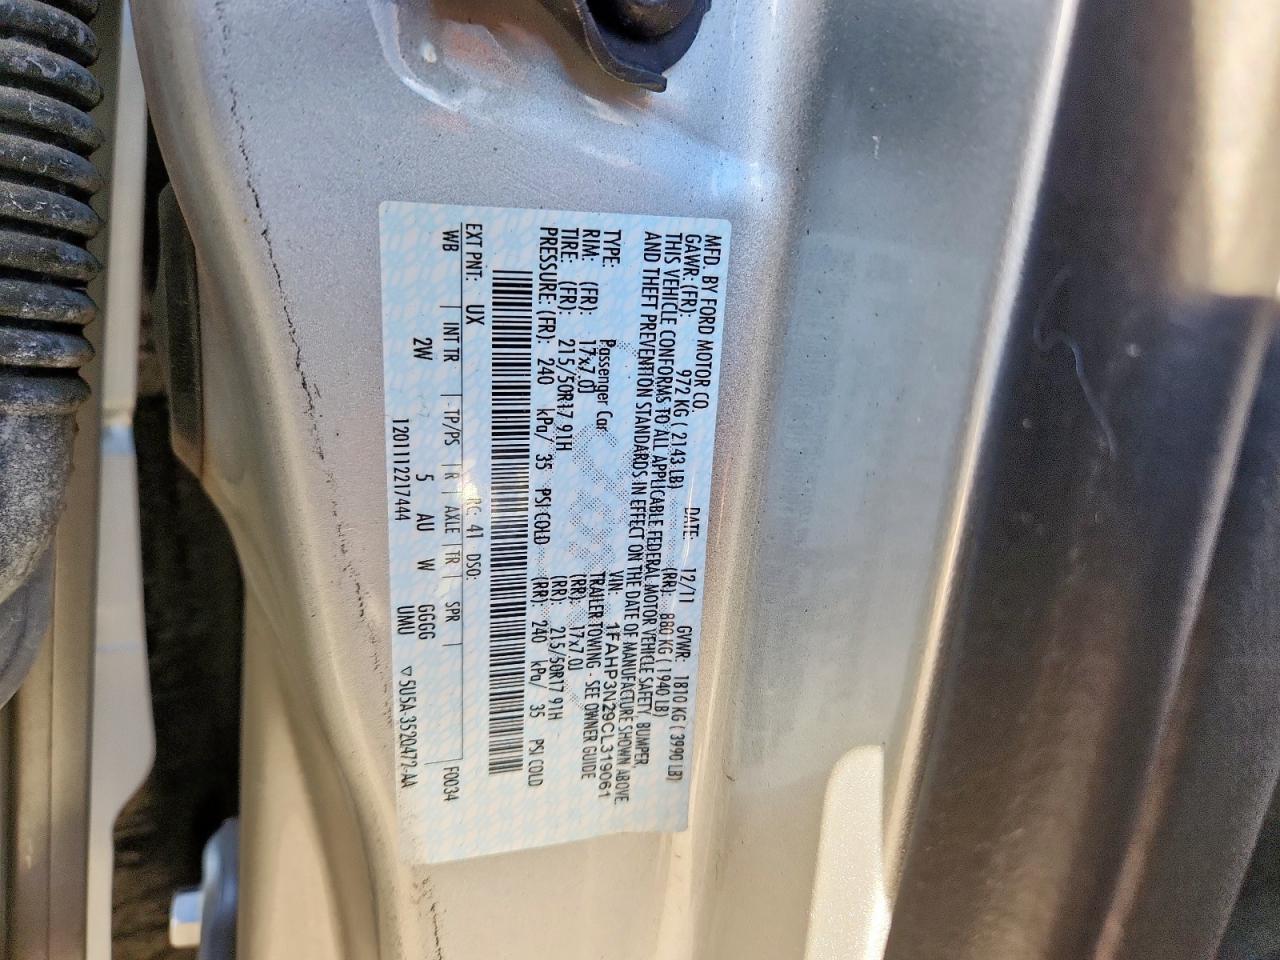 MFD. BY FORD MOTOR CO.
DATE: 12/11 GVWR: 1810 KG ( 3990 LB)
GAWR: (FR): 972 KG ( 2143 LB) (RR): 880 KG ( 1940 LB)
THIS VEHICLE CONFORMS TO ALL APPLICABLE FEDERAL MOTOR VEHICLE SAFETY, BUMPER,
AND THEFT PREVENTION STANDARDS IN EFFECT ON THE DATE OF MANUFACTURE SHOWN ABOVE.
VIN: 1FAHP3N29CL319061
TYPE: Passenger Car TRAILER TOWING - SEE OWNER GUIDE
RIM: (FR): 17x7.0J (RR): 17x7.0J
TIRE: (FR): 215/50R17 91H (RR): 215/50R17 91H
PRESSURE: (FR): 240 kPa/ 35 PSI COLD (RR): 240 kPa/ 35 PSI COLD
EXT PNT: UX RC: 41 DSO:
WB INT TR TP/PS R AXLE TR SPR F0034
2W 5 AU W GGGG
UMU ▽5U5A-3520472-AA
120111221744​4